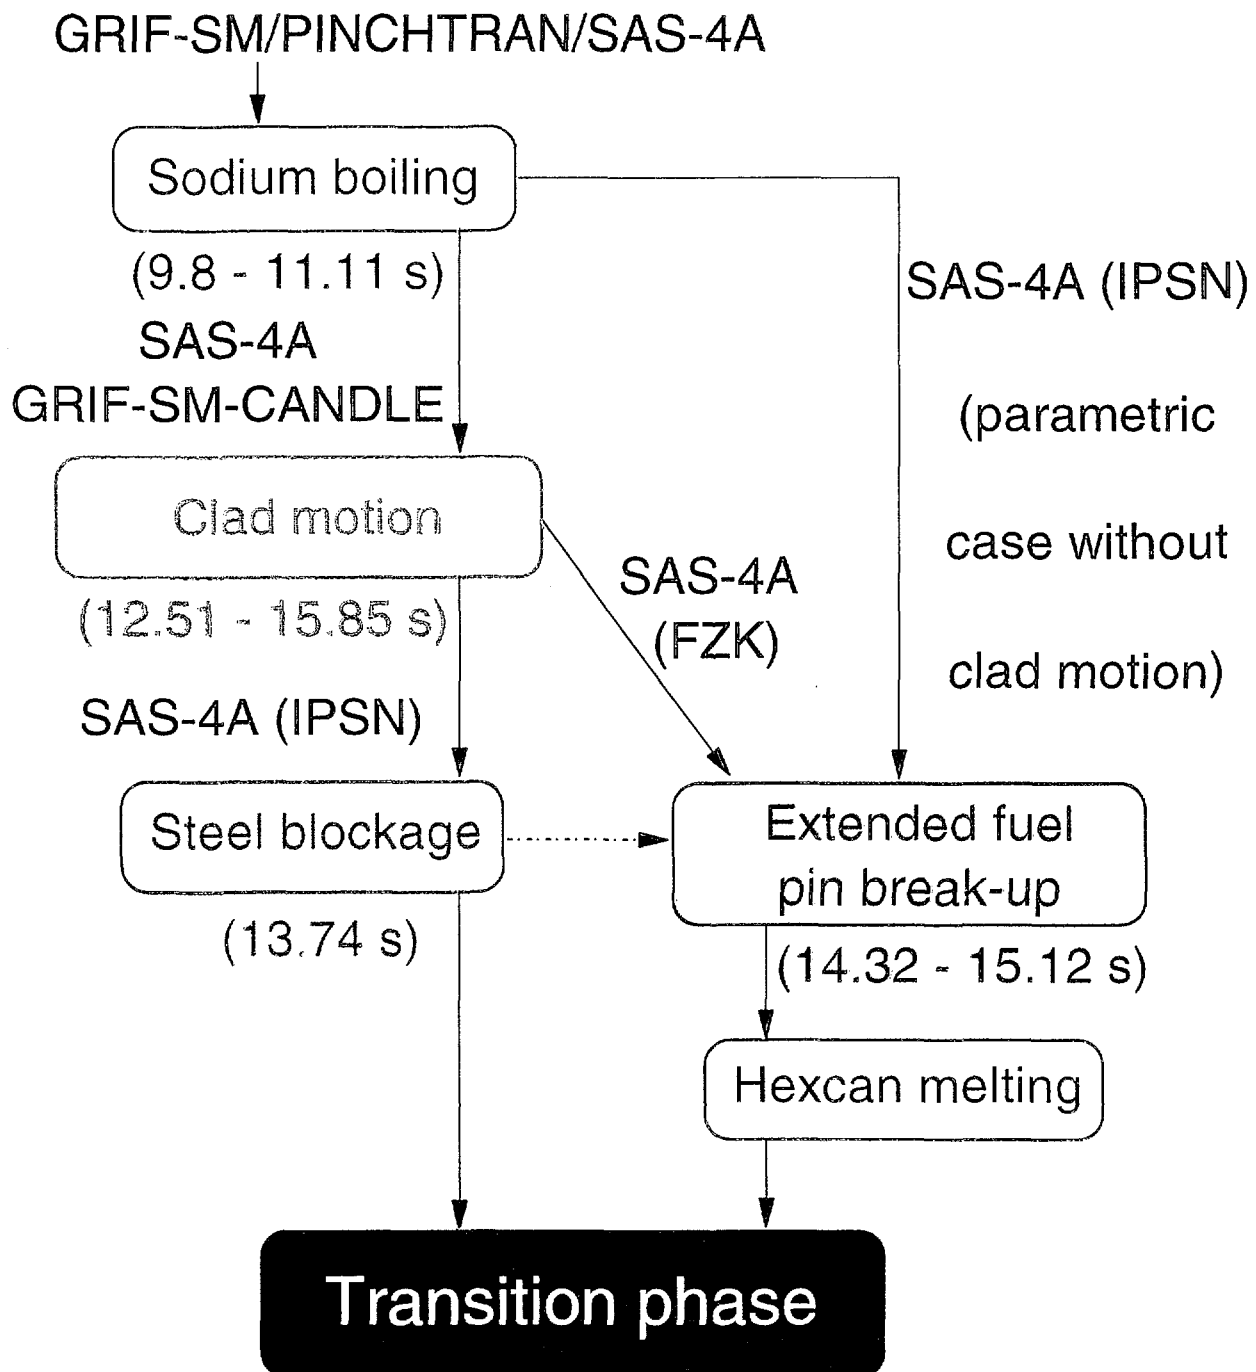 GRIF-SM/PINCHTRAN/SAS-4A
Sodium boiling
(9.8 - 11.11 s)
SAS-4A
GRIF-SM-CANDLE
SAS-4A (IPSN)
(parametric
case without
clad motion)
Clad motion
(12.51 - 15.85 s)
SAS-4A
(FZK)
SAS-4A (IPSN)
Steel blockage
(13.74 s)
Extended fuel
pin break-up
(14.32 - 15.12 s)
Hexcan melting
Transition phase